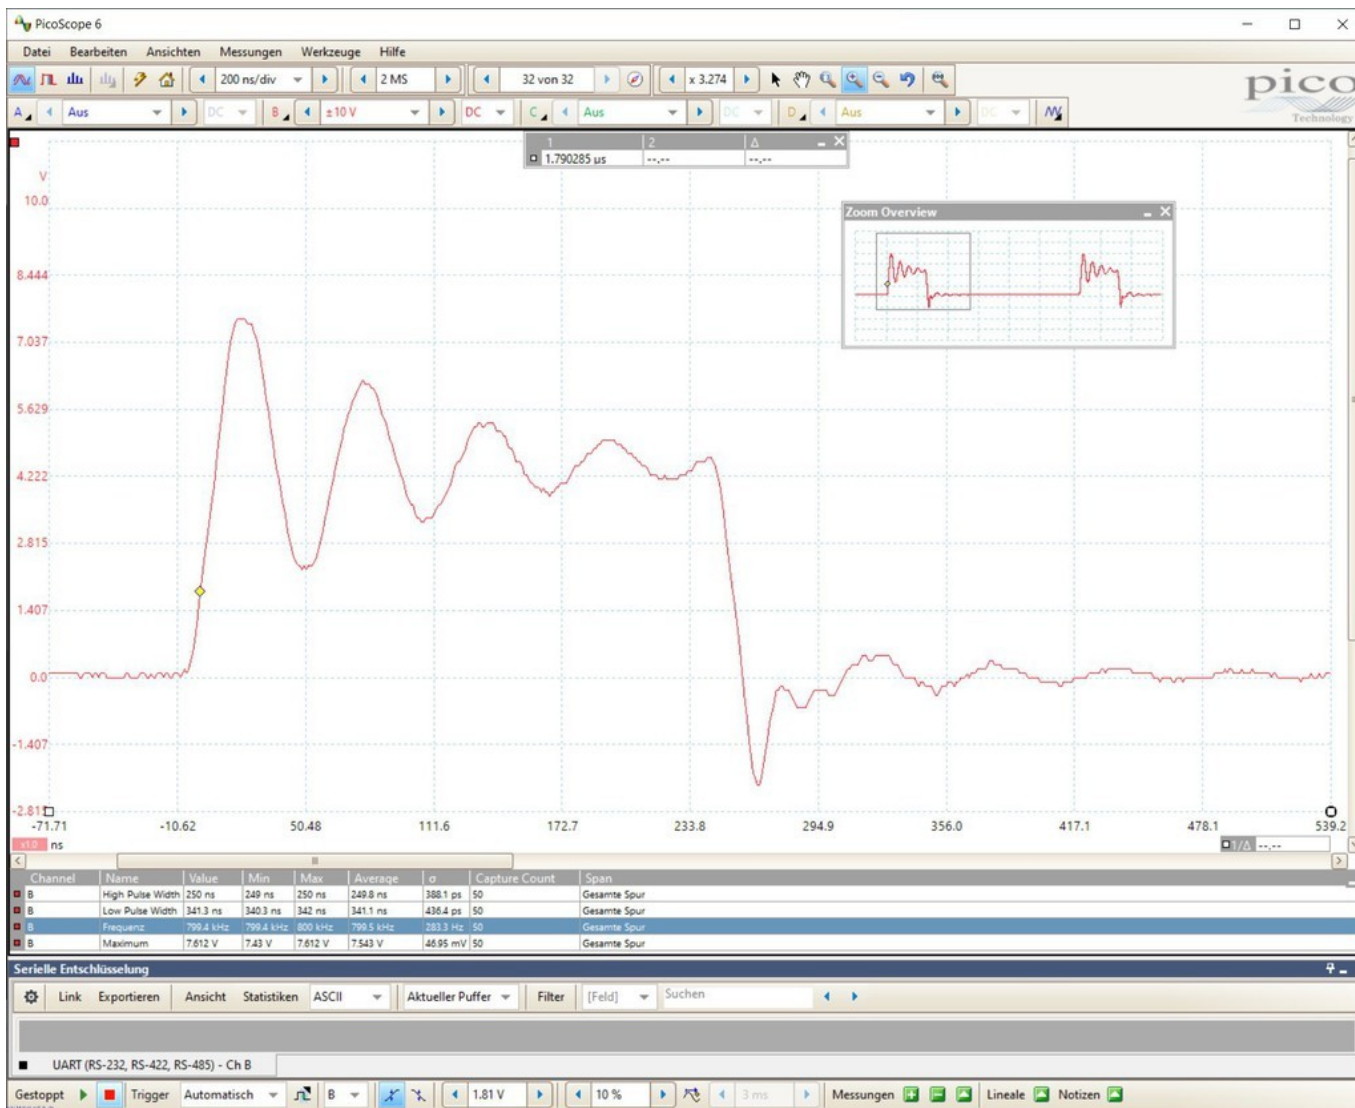 PicoScope 6
Datei Bearbeiten Ansichten Messungen Werkzeuge Hilfe
200 ns/div 2 MS 32 von 32 x 3.274
pico
Technology
A Aus DC B ±10 V DC C Aus DC D Aus DC
1 2 Δ
1.790285 µs --.-- --.--
V
10.0
Zoom Overview
8.444
7.037
5.629
4.222
2.815
1.407
0.0
-1.407
-2.815
-71.71 -10.62 50.48 111.6 172.7 233.8 294.9 356.0 417.1 478.1 539.2
x1.0 ns
1/Δ --.--
Channel Name Value Min Max Average σ Capture Count Span
B High Pulse Width 250 ns 249 ns 250 ns 249.8 ns 388.1 ps 50 Gesamte Spur
B Low Pulse Width 341.3 ns 340.3 ns 342 ns 341.1 ns 436.4 ps 50 Gesamte Spur
B Frequenz 799.4 kHz 799.4 kHz 800 kHz 799.5 kHz 283.3 Hz 50 Gesamte Spur
B Maximum 7.612 V 7.43 V 7.612 V 7.543 V 46.95 mV 50 Gesamte Spur
Serielle Entschlüsselung
Link Exportieren Ansicht Statistiken ASCII Aktueller Puffer Filter [Feld] Suchen
UART (RS-232, RS-422, RS-485) - Ch B
Gestoppt Trigger Automatisch B 1.81 V 10 % 3 ms Messungen Lineale Notizen